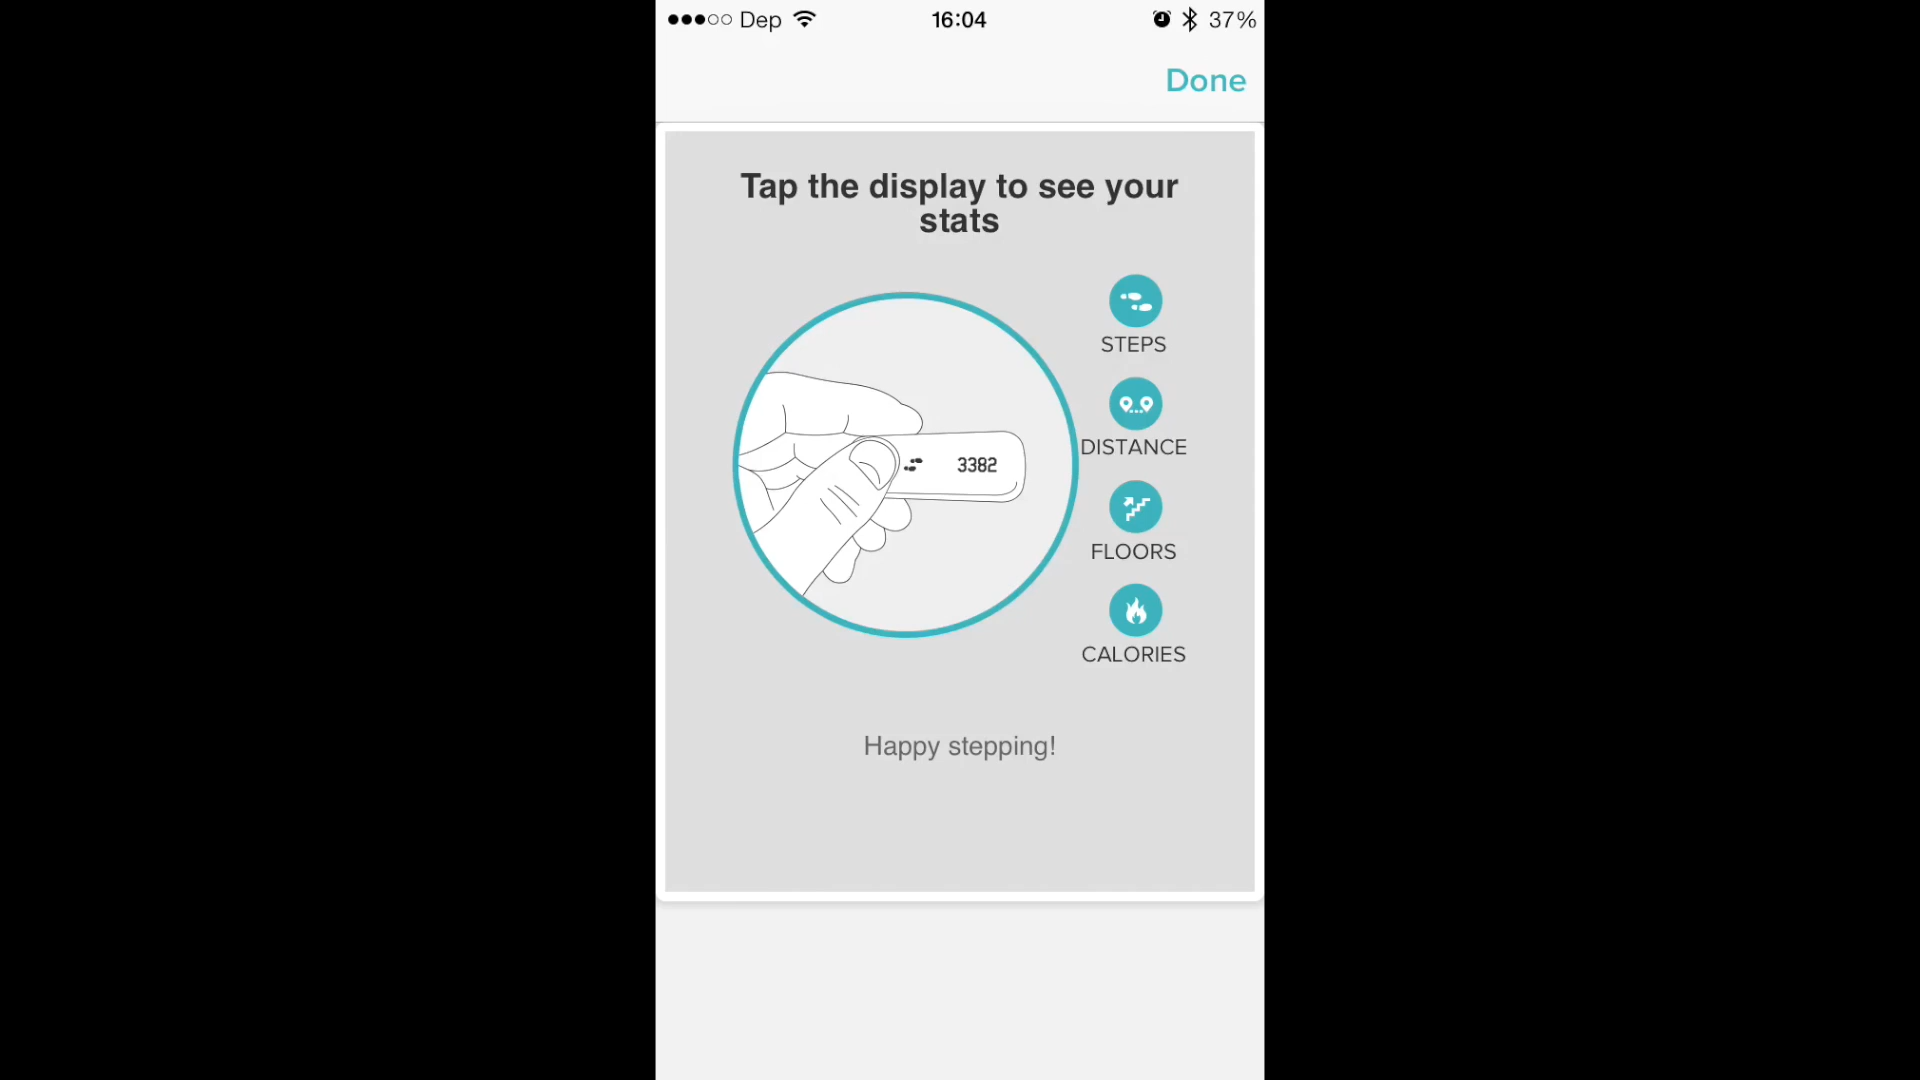 Dep 16:04 37%
Done
Tap the display to see your
stats
STEPS
DISTANCE
3382
FLOORS
CALORIES
Happy stepping!